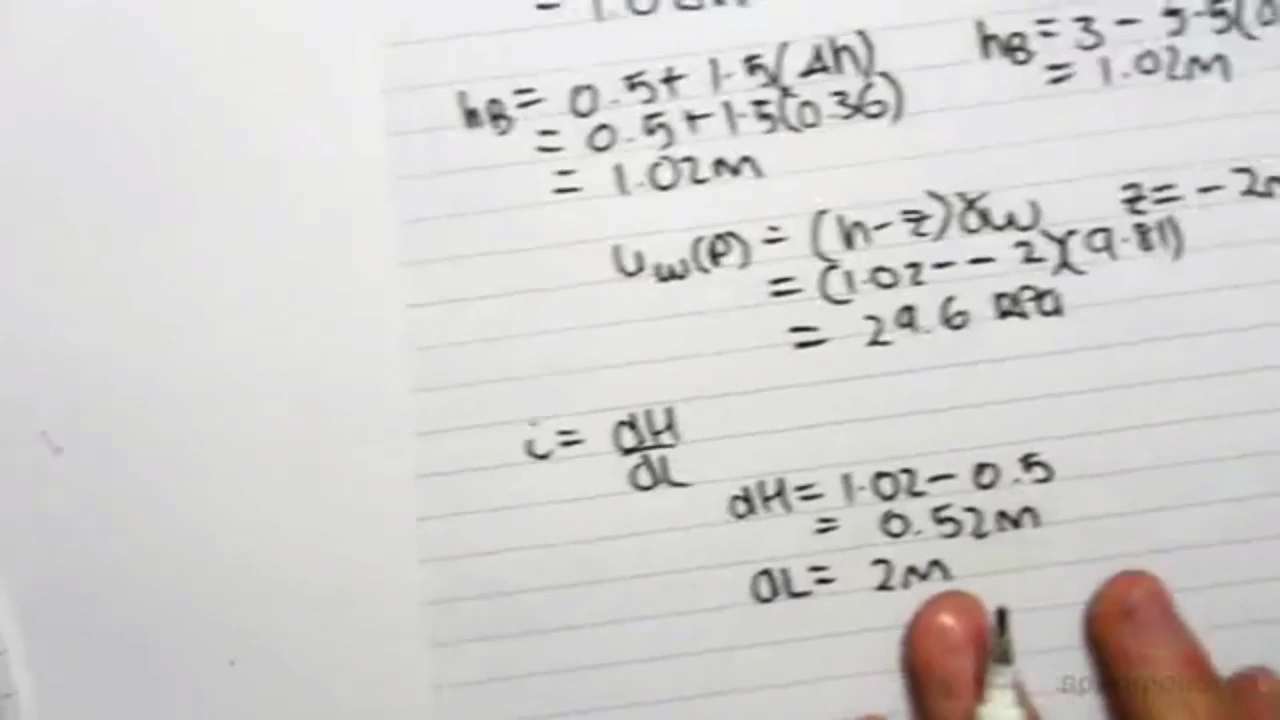 hB = 0.5 + 1.5(Δh)
= 0.5 + 1.5(0.36)
= 1.02m
hB = 3 - 5.5(0
= 1.02m
uw(P) = (h-z)γw z = -2m
= (1.02 - - 2)(9.81)
= 29.6 kPa
i = dH
dL
dH = 1.02 - 0.5
= 0.52m
dL = 2m